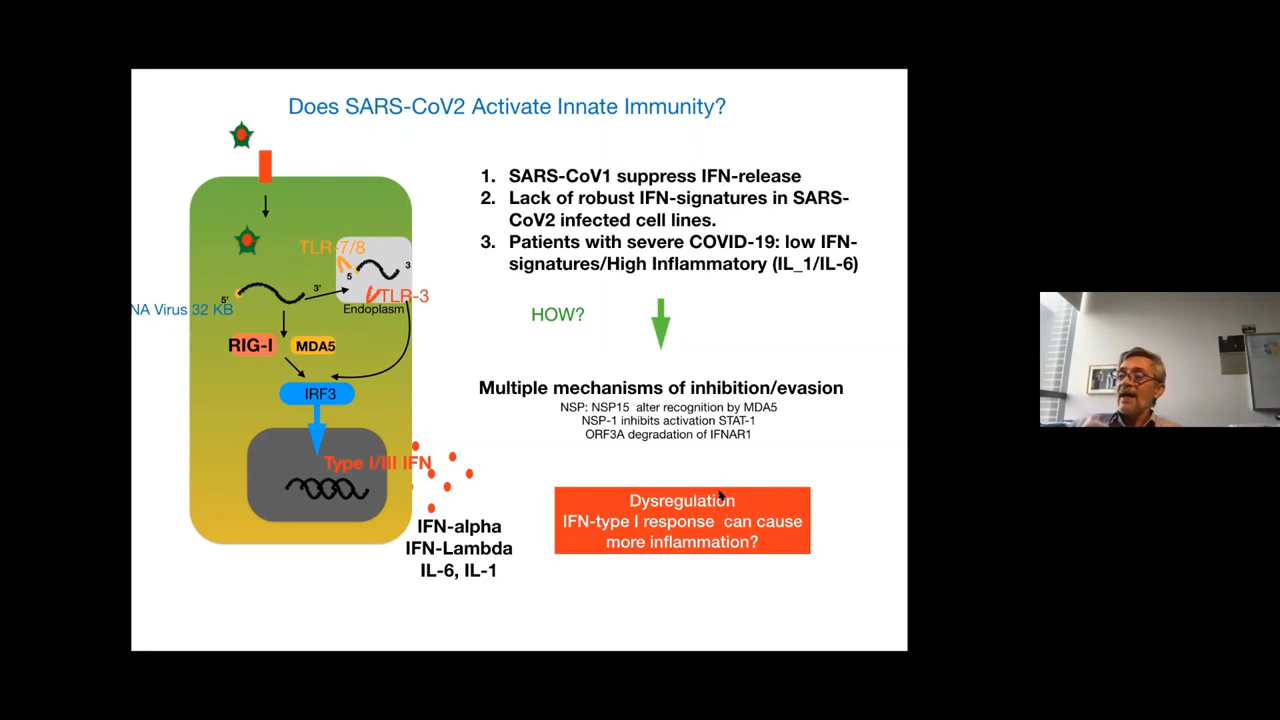 Does SARS-CoV2 Activate Innate Immunity?
1. SARS-CoV1 suppress IFN-release
2. Lack of robust IFN-signatures in SARS-
CoV2 infected cell lines.
3. Patients with severe COVID-19: low IFN-
signatures/High Inflammatory (IL_1/IL-6)
HOW?
Multiple mechanisms of inhibition/evasion
NSP: NSP15 alter recognition by MDA5
NSP-1 inhibits activation STAT-1
ORF3A degradation of IFNAR1
Dysregulation
IFN-type I response can cause
more inflammation?
TLR-7/8
5
3
TLR-3
Endoplasm
5'
3'
NA Virus 32 KB
RIG-I
MDA5
IRF3
Type I/III IFN
IFN-alpha
IFN-Lambda
IL-6, IL-1